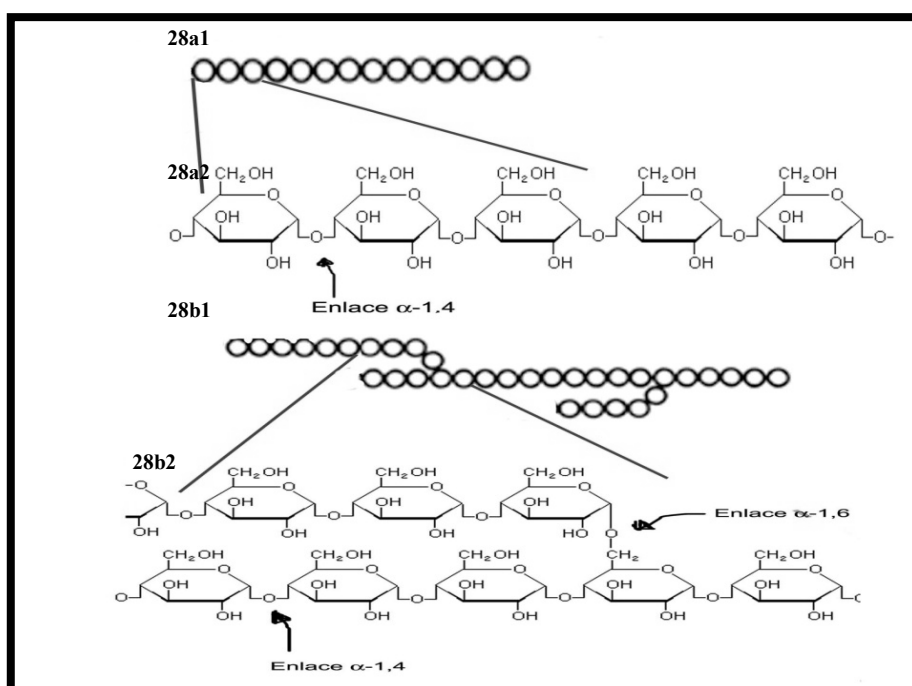 28a1
28a2
CH₂OH CH₂OH CH₂OH CH₂OH CH₂OH
O O O O O
OH OH OH OH OH
O O O O O O
OH OH OH OH OH
Enlace α-1,4
28b1
28b2
CH₂OH CH₂OH CH₂OH
O O O O
OH OH OH
O O O
OH OH OH HO
O
Enlace α-1,6
CH₂OH CH₂OH CH₂OH CH₂ CH₂OH
O O O O O
OH OH OH OH OH
O O O O O O
OH OH OH OH OH
Enlace α-1,4